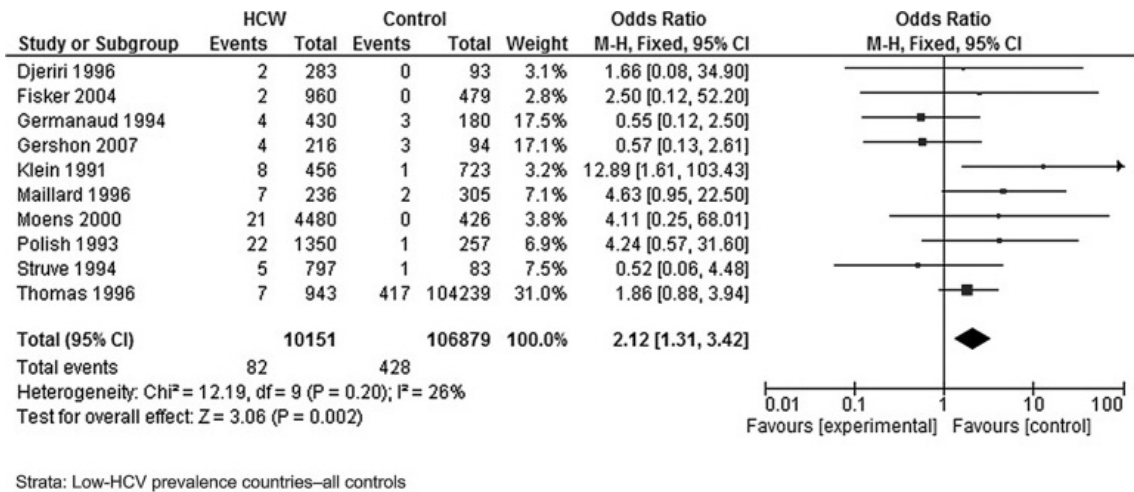 HCW Control Odds Ratio Odds Ratio
Study or Subgroup Events Total Events Total Weight M-H, Fixed, 95% CI M-H, Fixed, 95% CI
Djeriri 1996 2 283 0 93 3.1% 1.66 [0.08, 34.90]
Fisker 2004 2 960 0 479 2.8% 2.50 [0.12, 52.20]
Germanaud 1994 4 430 3 180 17.5% 0.55 [0.12, 2.50]
Gershon 2007 4 216 3 94 17.1% 0.57 [0.13, 2.61]
Klein 1991 8 456 1 723 3.2% 12.89 [1.61, 103.43]
Maillard 1996 7 236 2 305 7.1% 4.63 [0.95, 22.50]
Moens 2000 21 4480 0 426 3.8% 4.11 [0.25, 68.01]
Polish 1993 22 1350 1 257 6.9% 4.24 [0.57, 31.60]
Struve 1994 5 797 1 83 7.5% 0.52 [0.06, 4.48]
Thomas 1996 7 943 417 104239 31.0% 1.86 [0.88, 3.94]
Total (95% CI) 10151 106879 100.0% 2.12 [1.31, 3.42]
Total events 82 428
Heterogeneity: Chi² = 12.19, df = 9 (P = 0.20); I² = 26%
Test for overall effect: Z = 3.06 (P = 0.002)
0.01 0.1 1 10 100
Favours [experimental] Favours [control]
Strata: Low-HCV prevalence countries–all controls